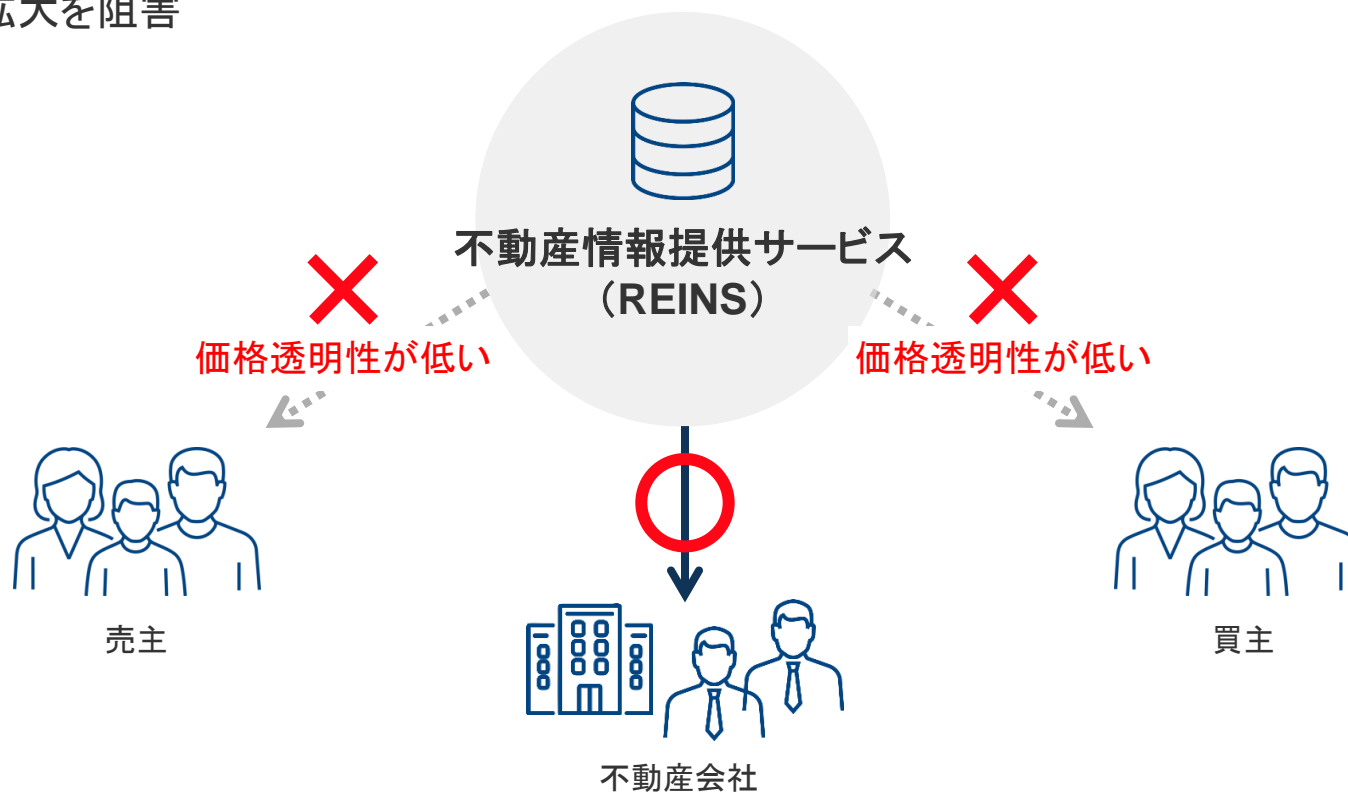 拡大を阻害
不動産情報提供サービス
（REINS）
価格透明性が低い
価格透明性が低い
売主
買主
不動産会社